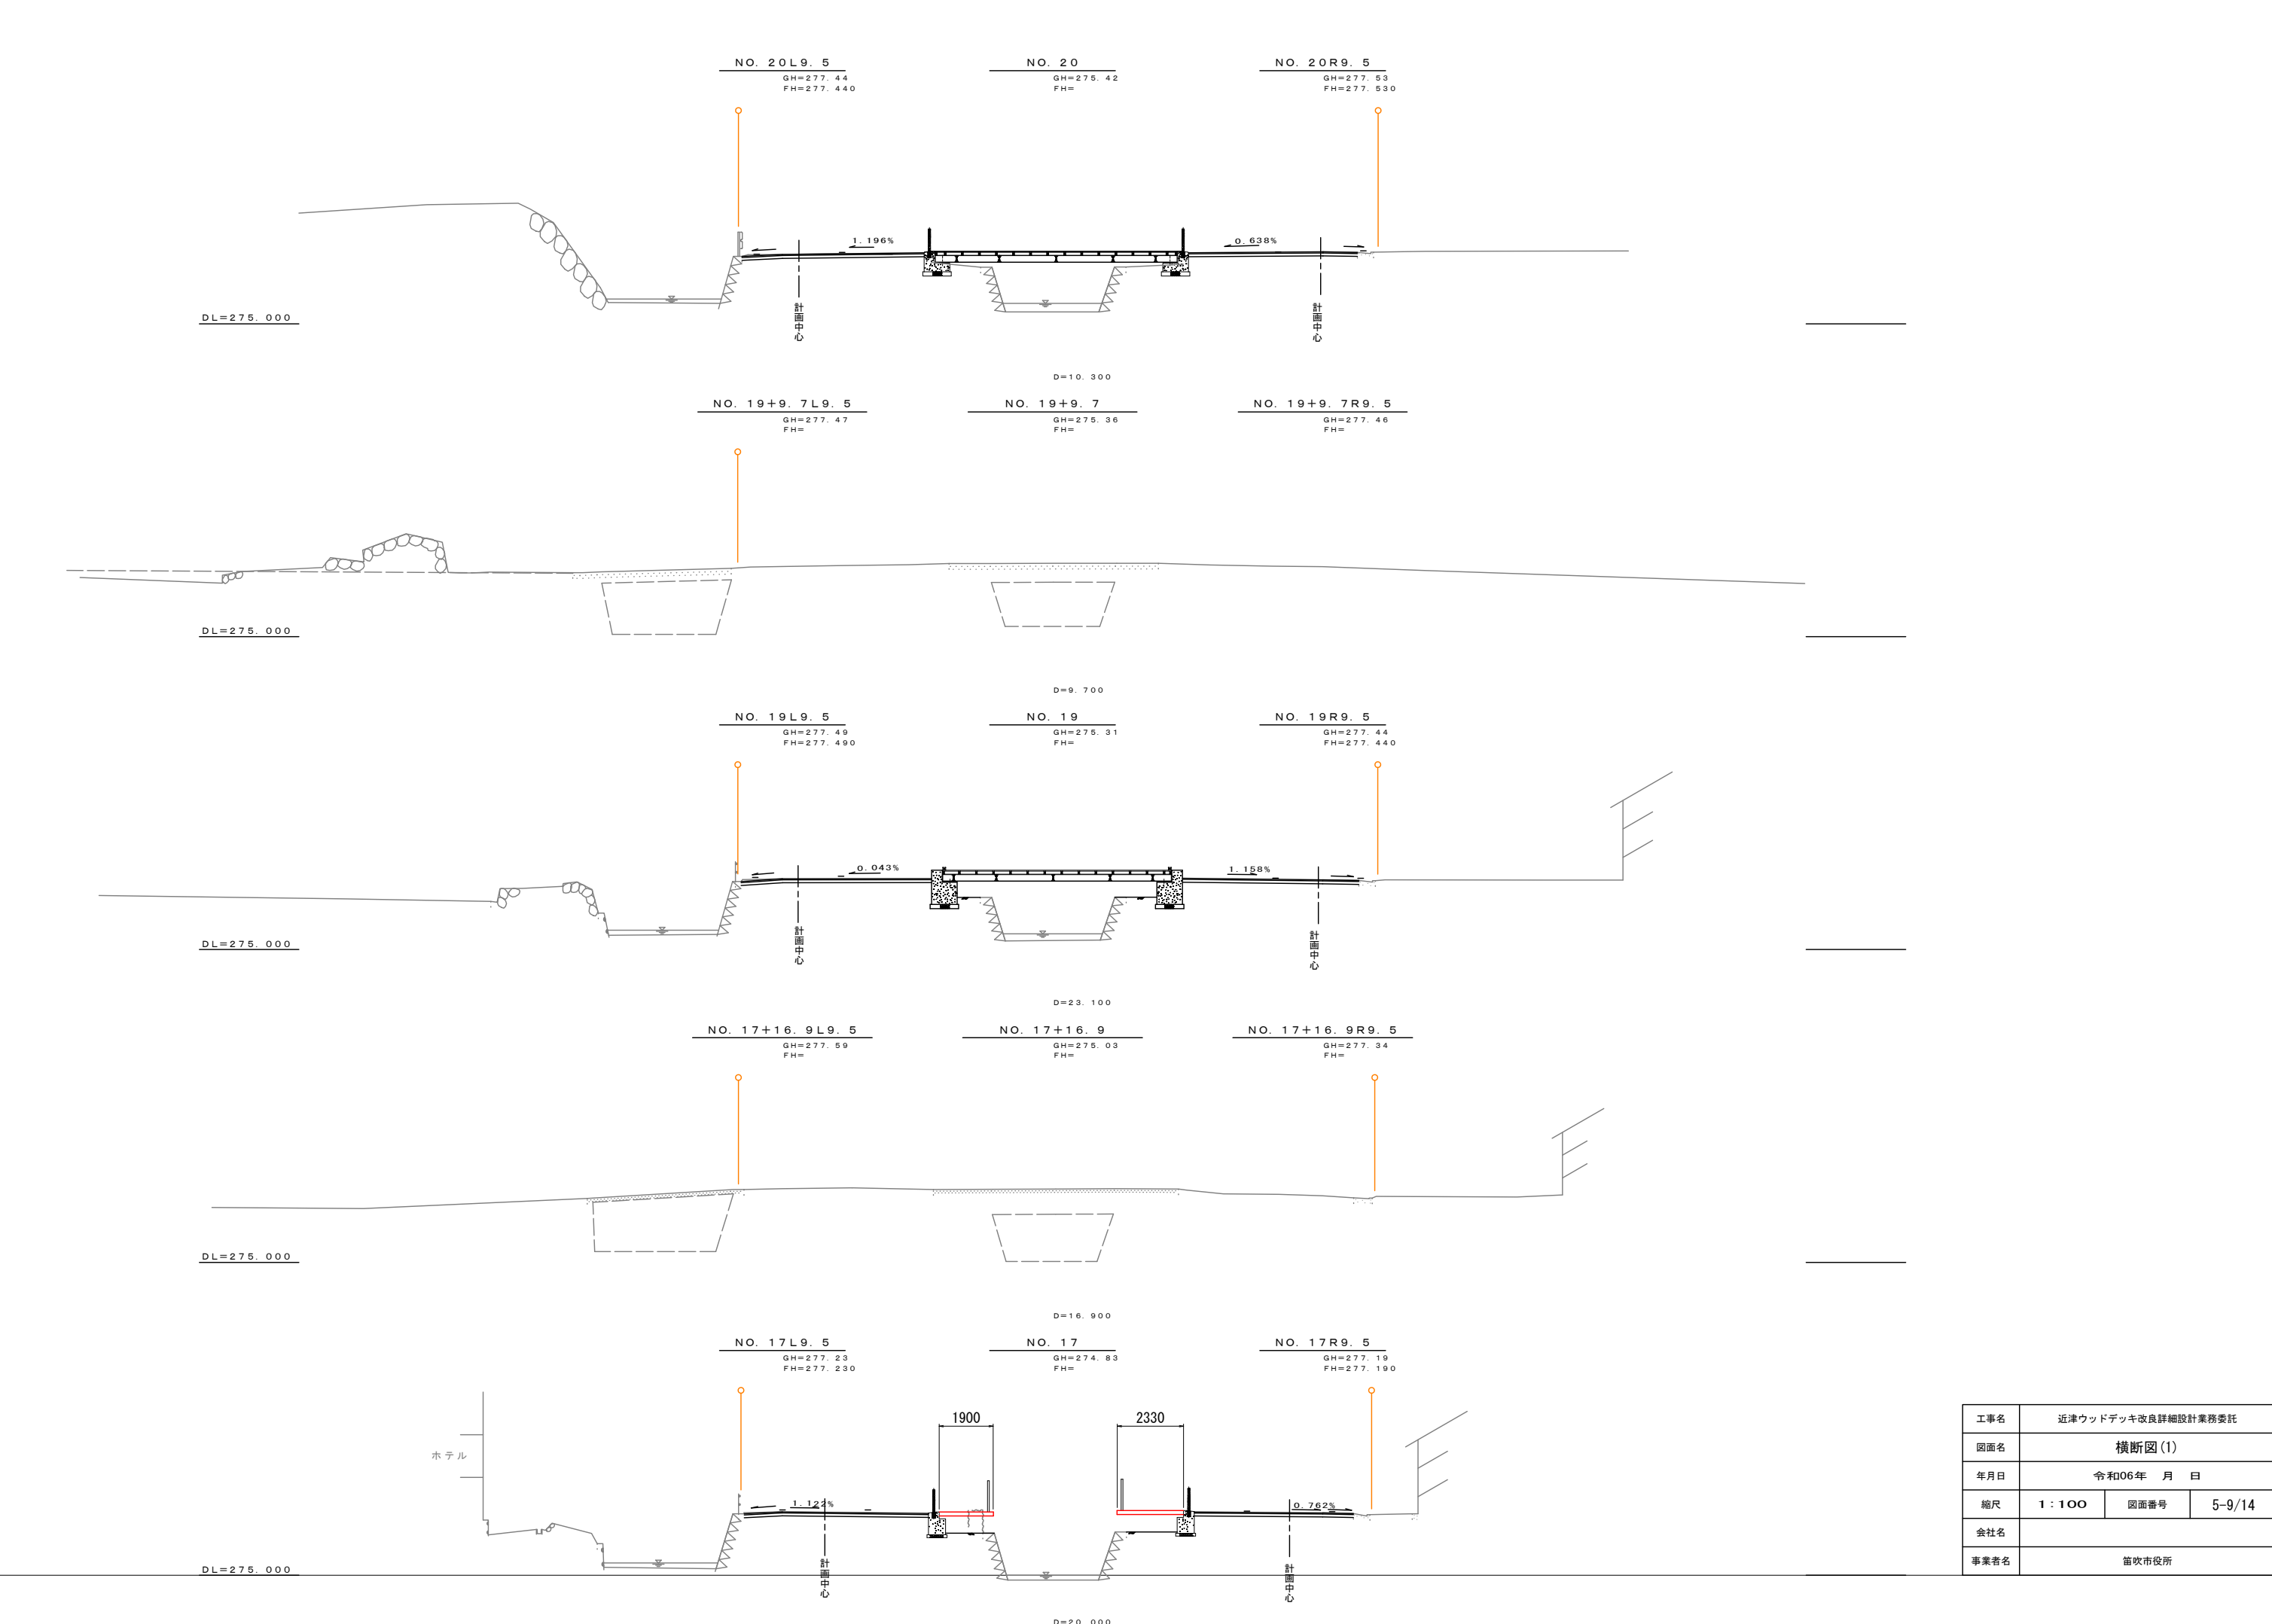 NO. 20L9. 5
GH=277. 44
FH=277. 440
NO. 20
GH=275. 42
FH=
NO. 20R9. 5
GH=277. 53
FH=277. 530
1. 196%
0. 638%
計画中心
計画中心
DL=275. 000
D=10. 300
NO. 19+9. 7L9. 5
GH=277. 47
FH=
NO. 19+9. 7
GH=275. 36
FH=
NO. 19+9. 7R9. 5
GH=277. 46
FH=
DL=275. 000
D=9. 700
NO. 19L9. 5
GH=277. 49
FH=277. 490
NO. 19
GH=275. 31
FH=
NO. 19R9. 5
GH=277. 44
FH=277. 440
0. 043%
1. 158%
計画中心
計画中心
DL=275. 000
D=23. 100
NO. 17+16. 9L9. 5
GH=277. 59
FH=
NO. 17+16. 9
GH=275. 03
FH=
NO. 17+16. 9R9. 5
GH=277. 34
FH=
DL=275. 000
D=16. 900
NO. 17L9. 5
GH=277. 23
FH=277. 230
NO. 17
GH=274. 83
FH=
NO. 17R9. 5
GH=277. 19
FH=277. 190
1900
2330
ホテル
1. 122%
0. 762%
計画中心
計画中心
DL=275. 000
D=20. 000
工事名 近津ウッドデッキ改良詳細設計業務委託
図面名 横断図(1)
年月日 令和06年 月 日
縮尺 1:100 図面番号 5-9/14
会社名
事業者名 笛吹市役所